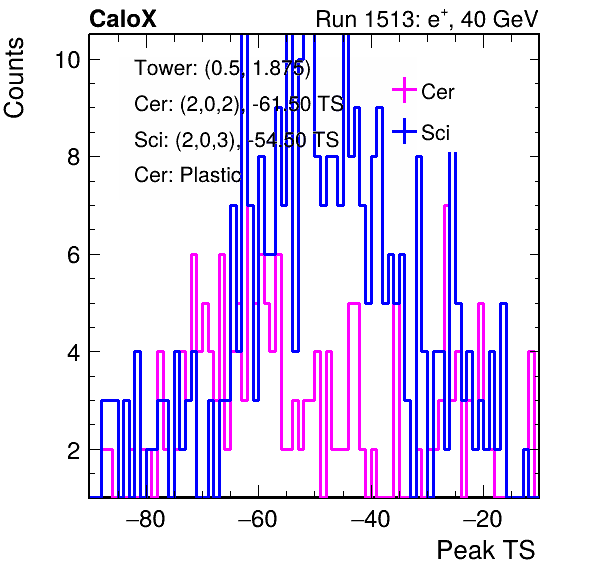 CaloX Run 1513: e⁺, 40 GeV
Counts
10
8
6
4
2
Tower: (0.5, 1.875)
Cer: (2,0,2), -61.50 TS
Sci: (2,0,3), -54.50 TS
Cer: Plastic
Cer
Sci
−80 −60 −40 −20
Peak TS